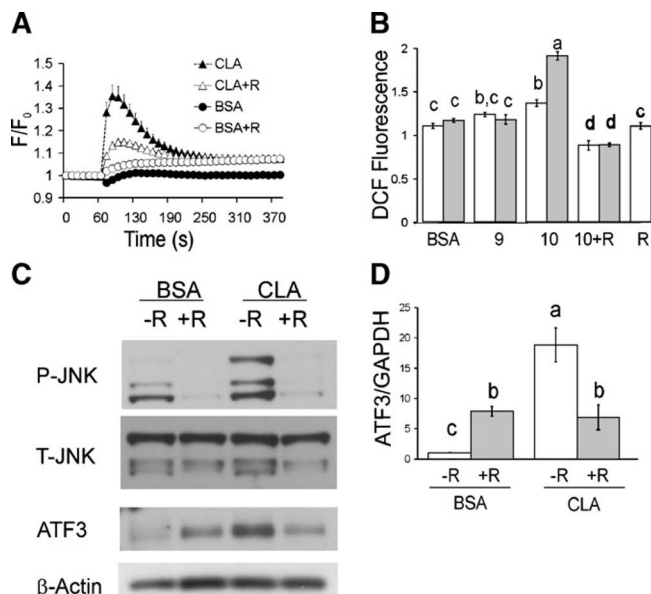 A
F/F0
1.5
1.4
1.3
1.2
1.1
1
0.9
CLA
CLA+R
BSA
BSA+R
0 70 130 190 250 310 370
Time (s)
B
DCF Fluorescence
2
1.5
1
0.5
0
c c b,c c b a d d c
BSA 9 10 10+R R
C
BSA CLA
-R +R -R +R
P-JNK
T-JNK
ATF3
β-Actin
D
ATF3/GAPDH
25
20
15
10
5
0
c b a b
-R +R -R +R
BSA CLA